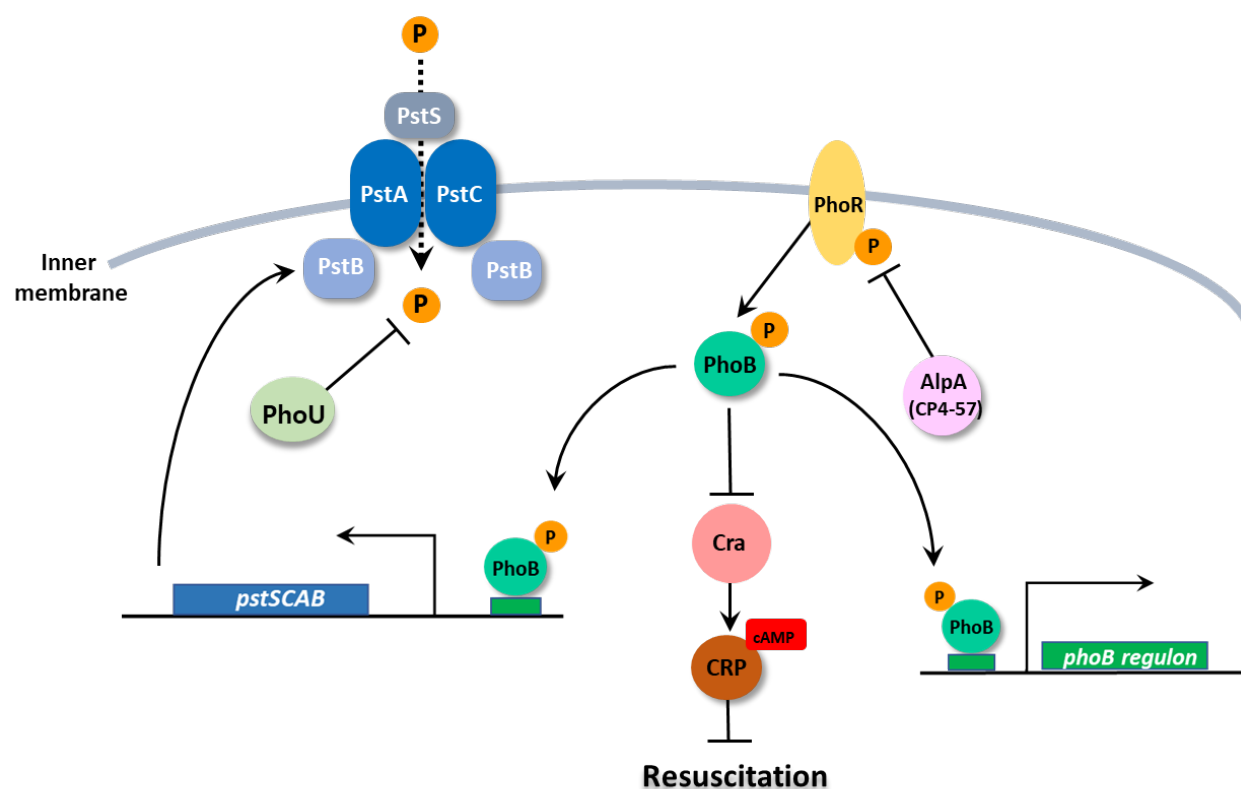 P
PstS
PstA
PstC
PhoR
P
Inner
membrane
PstB
PstB
P
P
PhoB
AlpA
(CP4-57)
PhoU
P
Cra
PhoB
pstSCAB
P
PhoB
cAMP
CRP
phoB regulon
Resuscitation